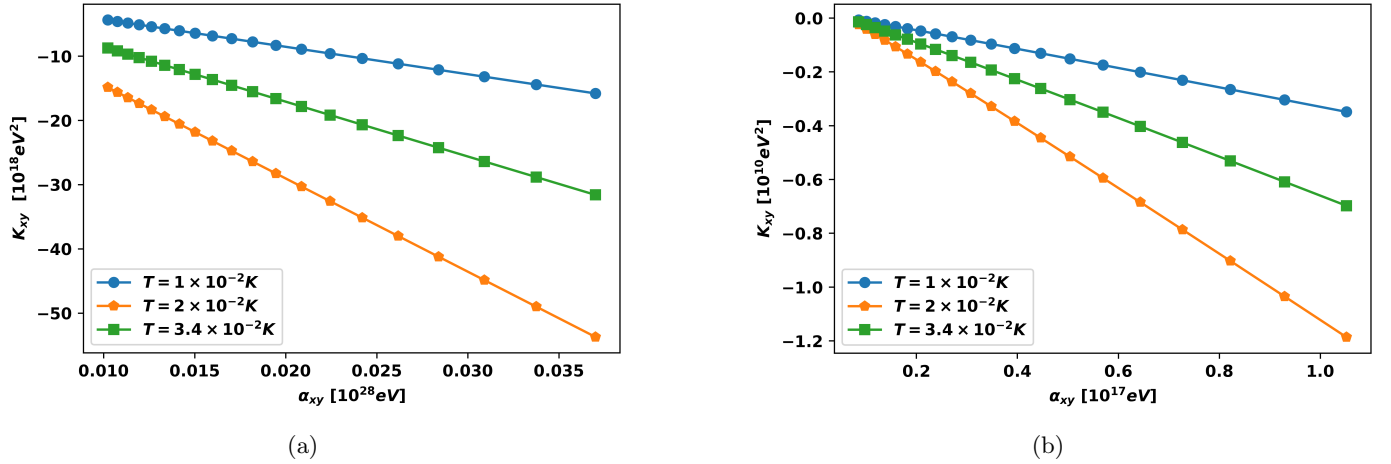 −10
−20
−30
−40
−50
K_xy [10^18 eV^2]
T = 1 × 10^−2 K
T = 2 × 10^−2 K
T = 3.4 × 10^−2 K
0.010 0.015 0.020 0.025 0.030 0.035
α_xy [10^28 eV]
(a)
0.0
−0.2
−0.4
−0.6
−0.8
−1.0
−1.2
K_xy [10^10 eV^2]
T = 1 × 10^−2 K
T = 2 × 10^−2 K
T = 3.4 × 10^−2 K
0.2 0.4 0.6 0.8 1.0
α_xy [10^17 eV]
(b)